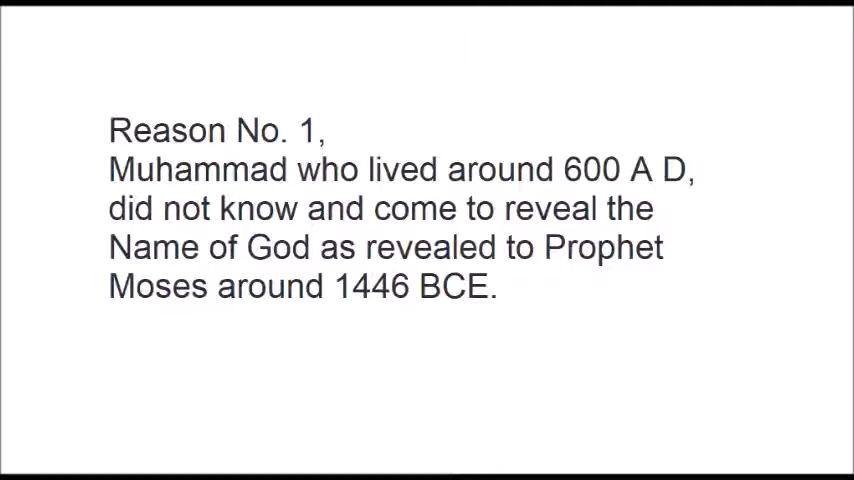 Reason No. 1,
Muhammad who lived around 600 A D,
did not know and come to reveal the
Name of God as revealed to Prophet
Moses around 1446 BCE.